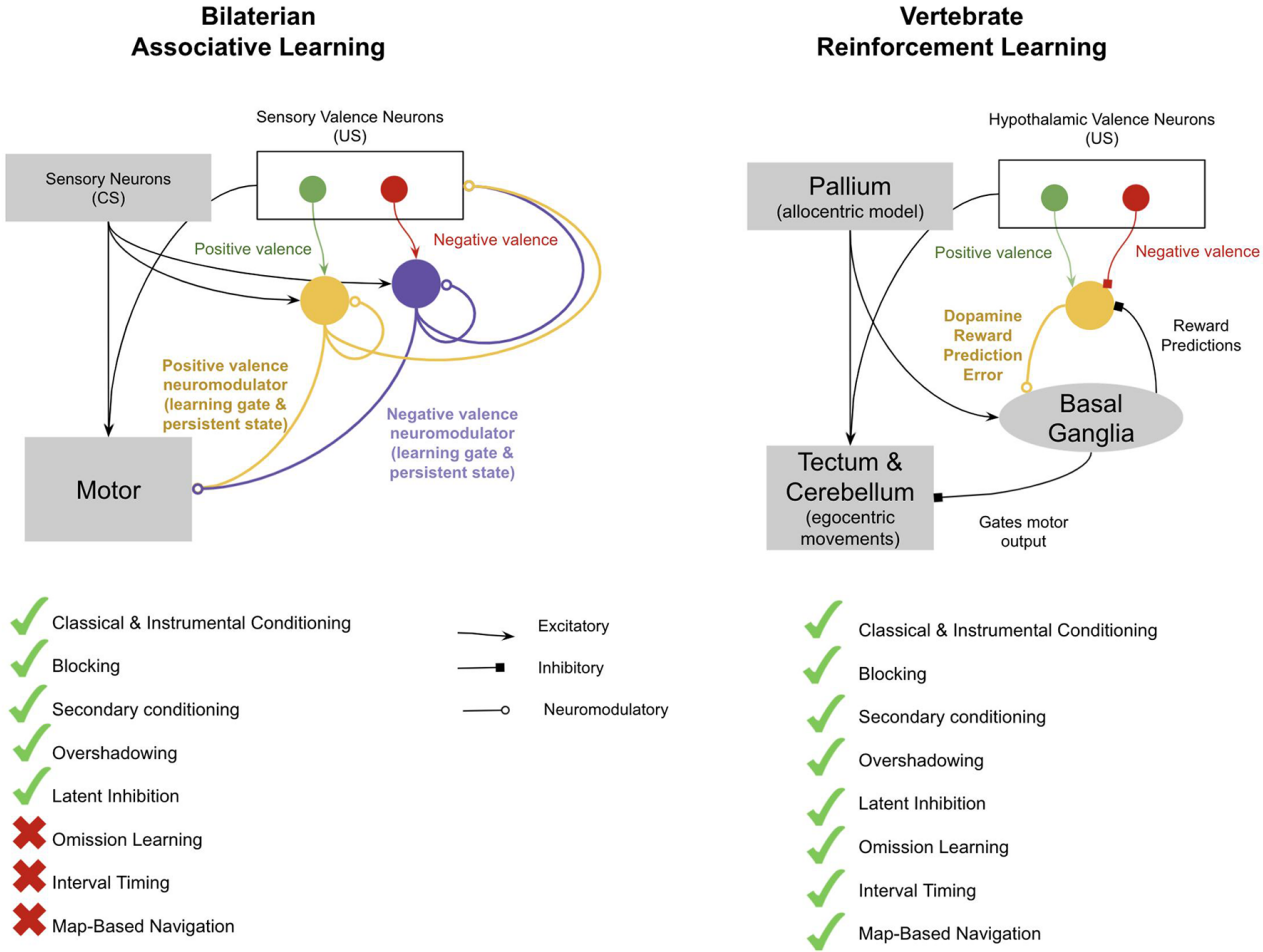 Bilaterian
Associative Learning
Sensory Neurons
(CS)
Sensory Valence Neurons
(US)
Positive valence
Negative valence
Positive valence
neuromodulator
(learning gate &
persistent state)
Negative valence
neuromodulator
(learning gate &
persistent state)
Motor
Classical & Instrumental Conditioning
Blocking
Secondary conditioning
Overshadowing
Latent Inhibition
Omission Learning
Interval Timing
Map-Based Navigation
Excitatory
Inhibitory
Neuromodulatory
Vertebrate
Reinforcement Learning
Pallium
(allocentric model)
Hypothalamic Valence Neurons
(US)
Positive valence
Negative valence
Dopamine
Reward
Prediction
Error
Reward
Predictions
Basal
Ganglia
Tectum &
Cerebellum
(egocentric
movements)
Gates motor
output
Classical & Instrumental Conditioning
Blocking
Secondary conditioning
Overshadowing
Latent Inhibition
Omission Learning
Interval Timing
Map-Based Navigation